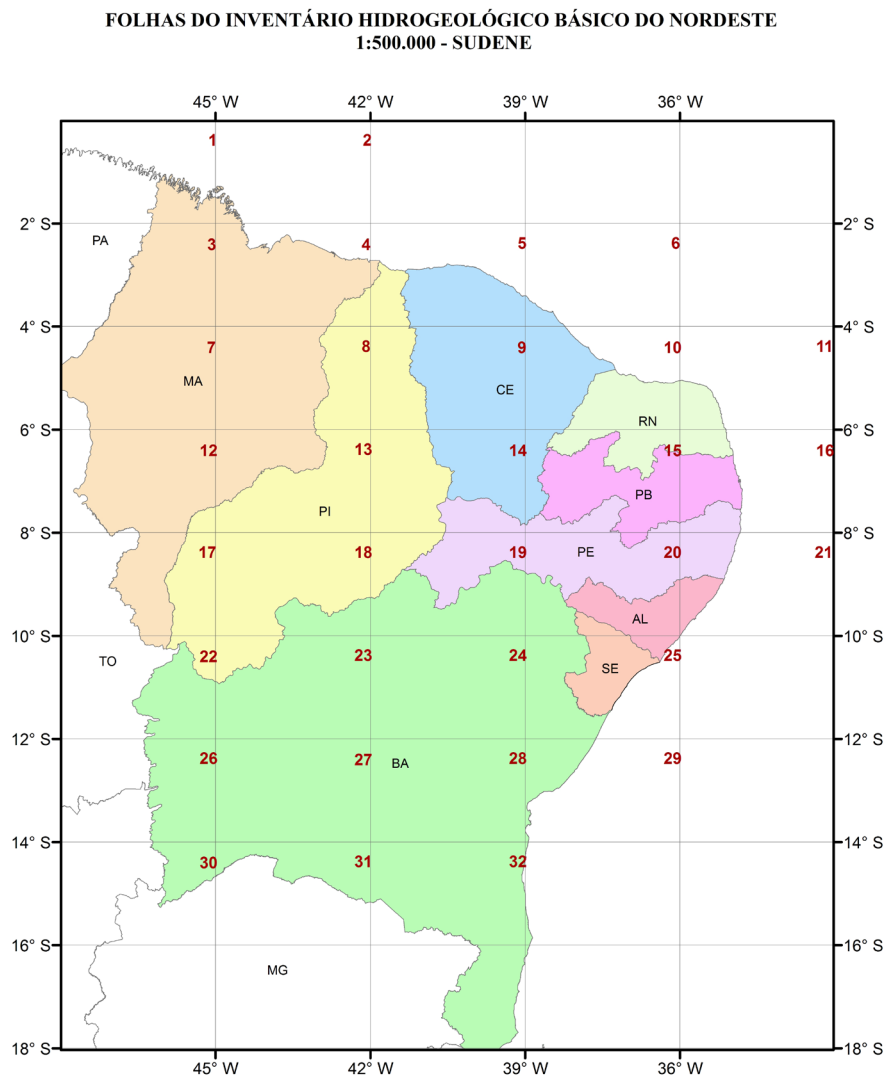 FOLHAS DO INVENTÁRIO HIDROGEOLÓGICO BÁSICO DO NORDESTE
1:500.000 - SUDENE
45° W 42° W 39° W 36° W
1 2
2° S 2° S
PA 3 4 5 6
4° S 4° S
7 8 9 10 11
MA CE
RN
6° S 6° S
12 13 14 15 16
PI PB
8° S 8° S
17 18 19 PE 20 21
AL
10° S 10° S
TO 22 23 24 SE 25
12° S 12° S
26 27 BA 28 29
14° S 14° S
30 31 32
16° S 16° S
MG
18° S 18° S
45° W 42° W 39° W 36° W